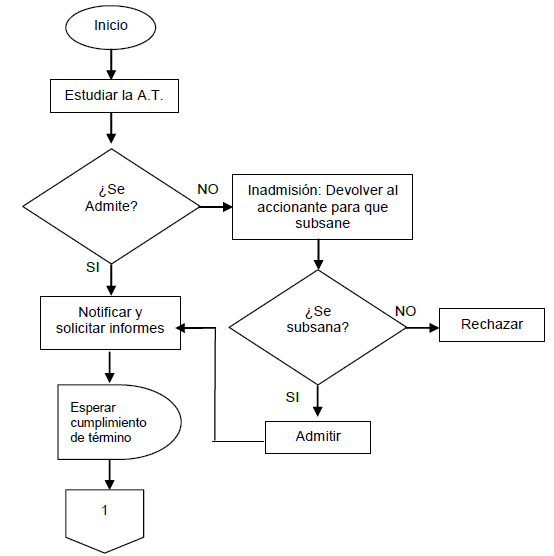 Inicio
Estudiar la A.T.
¿Se
Admite?
NO
Inadmisión: Devolver al
accionante para que
subsane
SI
Notificar y
solicitar informes
¿Se
subsana?
NO
Rechazar
SI
Admitir
Esperar
cumplimiento
de término
1